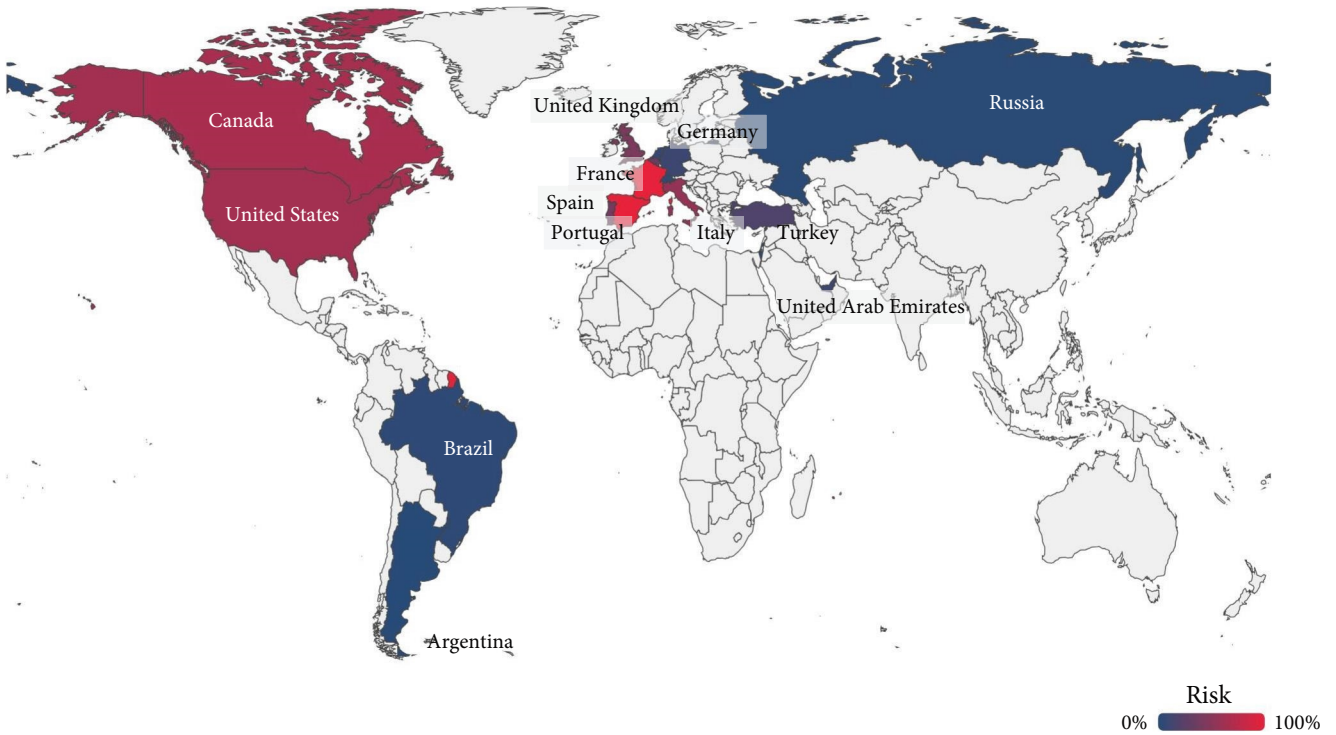 United Kingdom
Canada
Russia
Germany
France
Spain
United States
Portugal
Italy
Turkey
United Arab Emirates
Brazil
Argentina
Risk
0%
100%